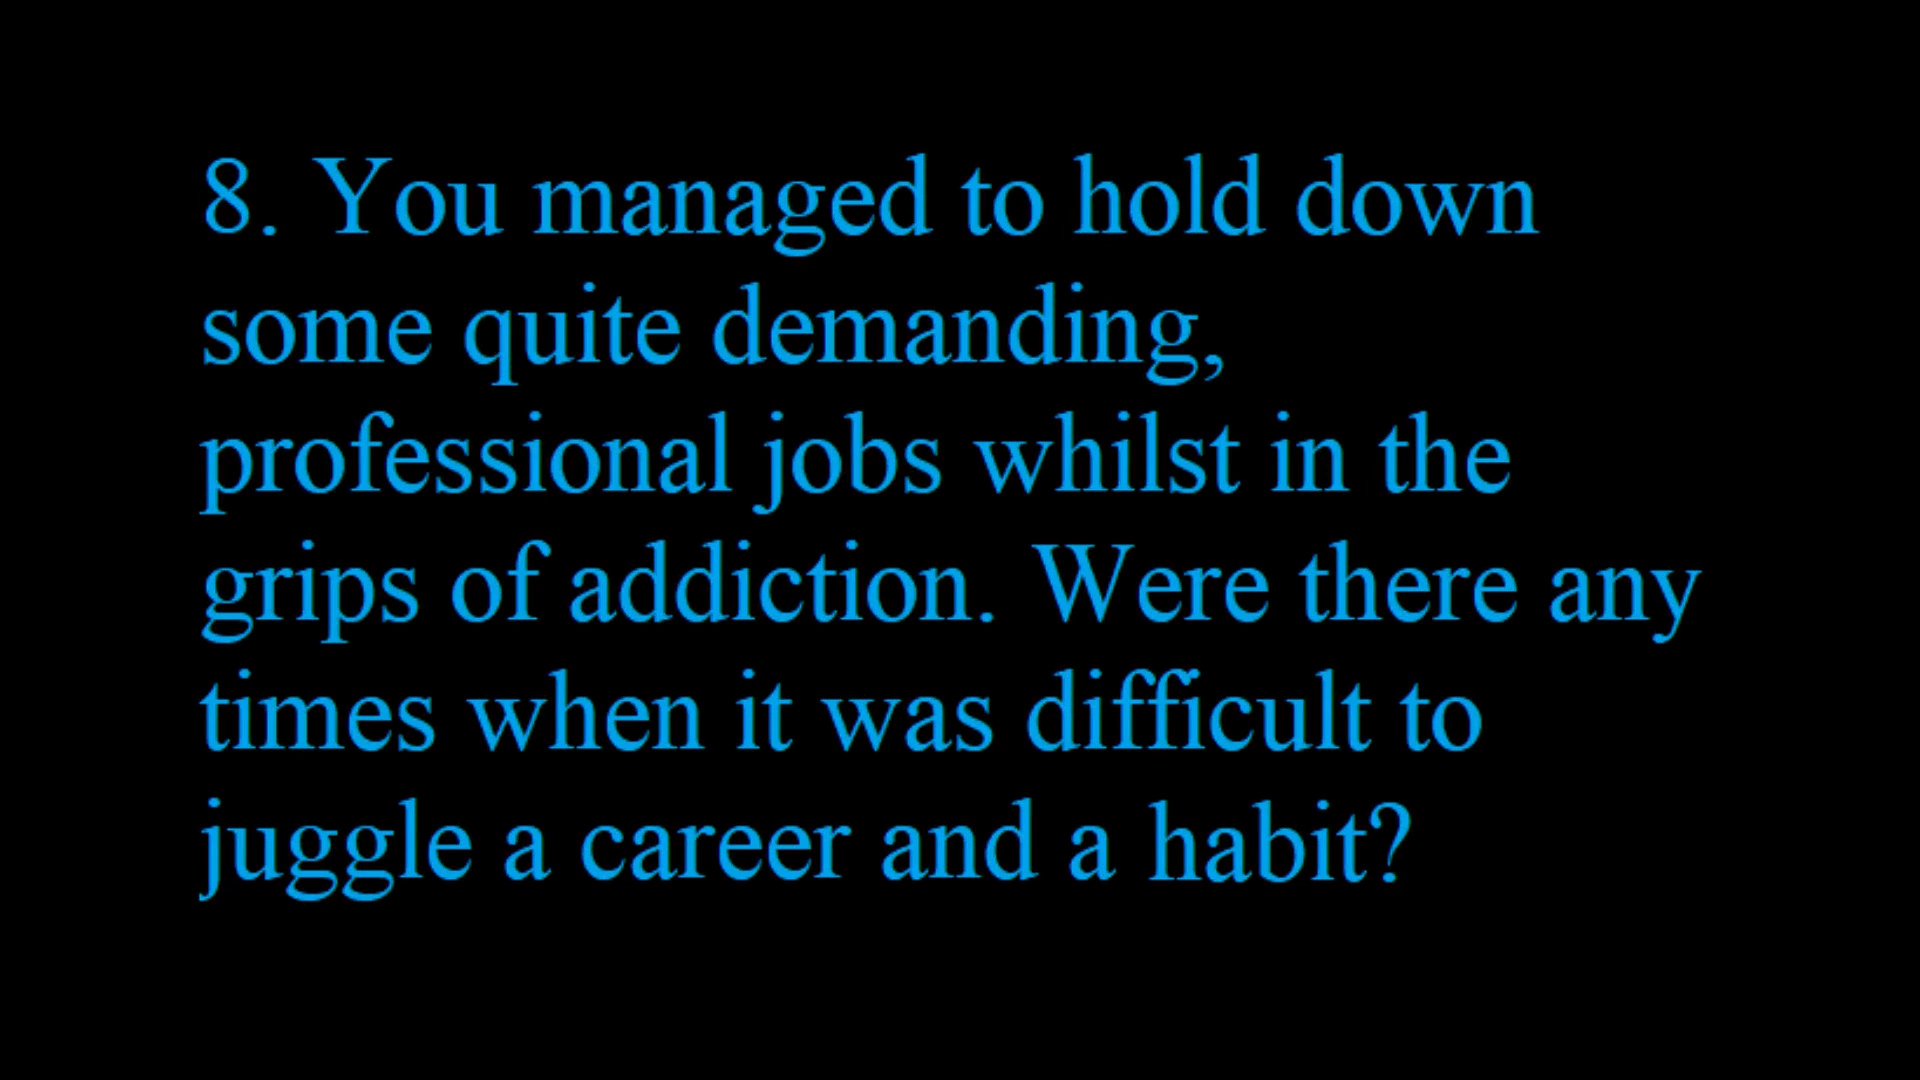 8. You managed to hold down
some quite demanding,
professional jobs whilst in the
grips of addiction. Were there any
times when it was difficult to
juggle a career and a habit?